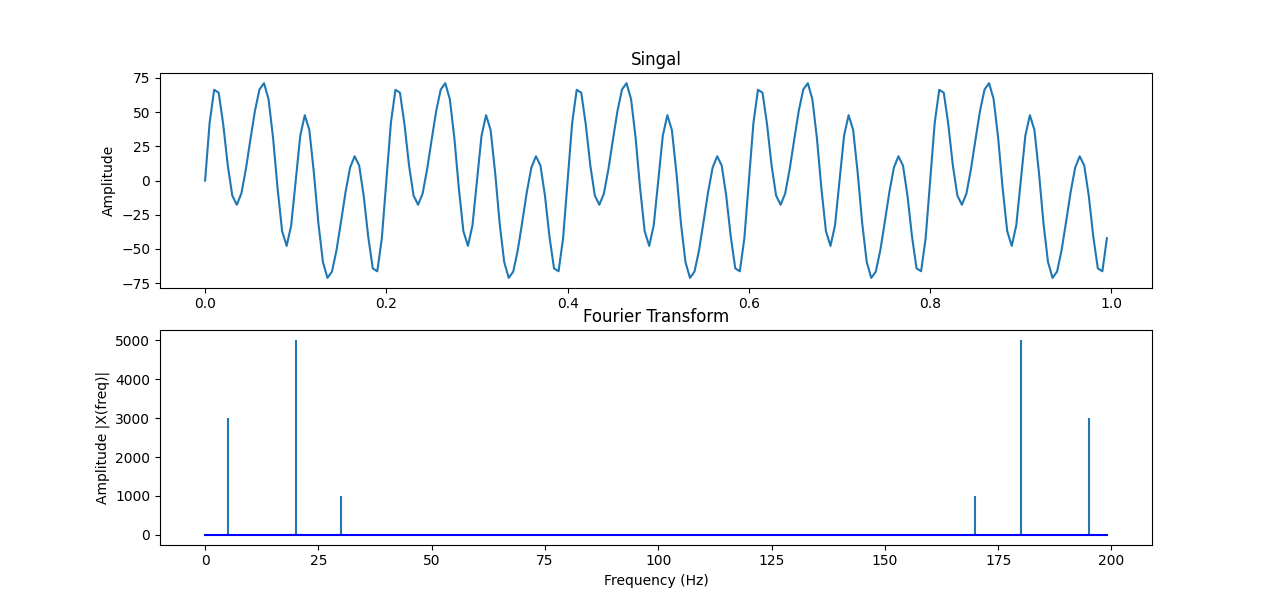 Singal
75
50
25
0
−25
−50
−75
Amplitude
0.0 0.2 0.4 0.6 0.8 1.0
Fourier Transform
5000
4000
3000
2000
1000
0
Amplitude |X(freq)|
0 25 50 75 100 125 150 175 200
Frequency (Hz)